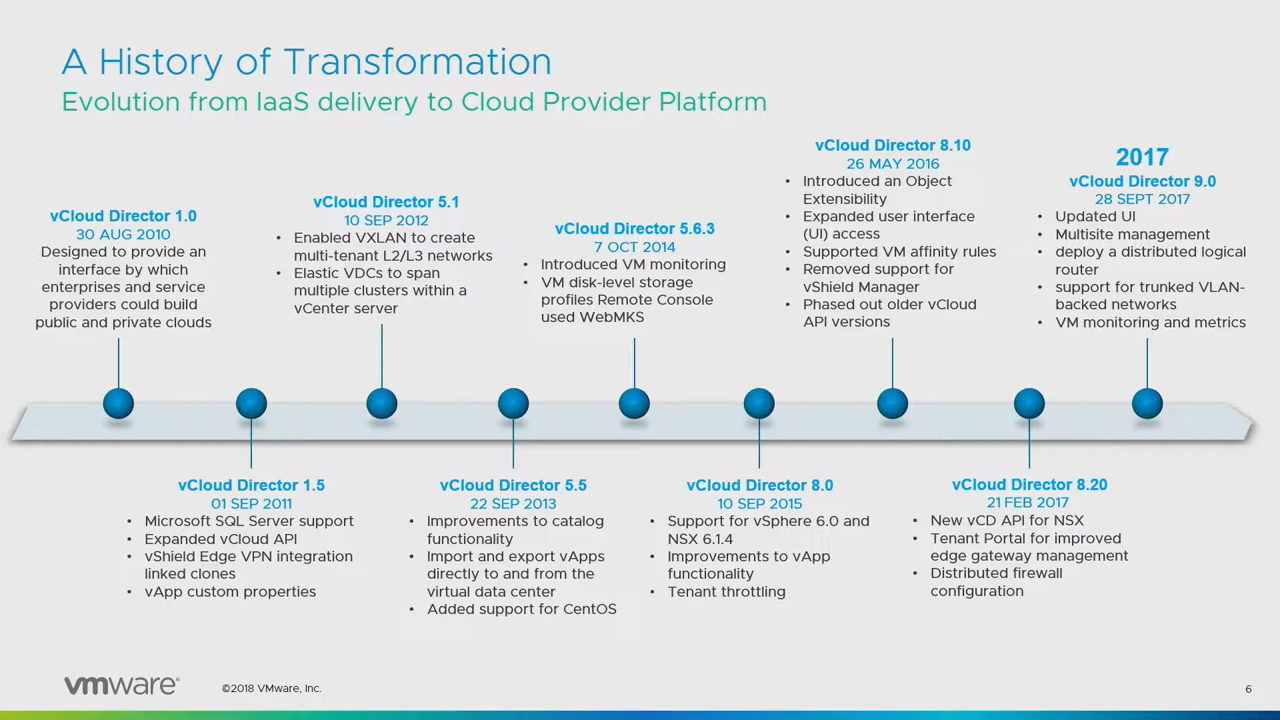 A History of Transformation
Evolution from IaaS delivery to Cloud Provider Platform
vCloud Director 1.0
30 AUG 2010
Designed to provide an
interface by which
enterprises and service
providers could build
public and private clouds
vCloud Director 5.1
10 SEP 2012
• Enabled VXLAN to create
multi-tenant L2/L3 networks
• Elastic VDCs to span
multiple clusters within a
vCenter server
vCloud Director 5.6.3
7 OCT 2014
• Introduced VM monitoring
• VM disk-level storage
profiles Remote Console
used WebMKS
vCloud Director 8.10
26 MAY 2016
• Introduced an Object
Extensibility
• Expanded user interface
(UI) access
• Supported VM affinity rules
• Removed support for
vShield Manager
• Phased out older vCloud
API versions
2017
vCloud Director 9.0
28 SEPT 2017
• Updated UI
• Multisite management
• deploy a distributed logical
router
• support for trunked VLAN-
backed networks
• VM monitoring and metrics
vCloud Director 1.5
01 SEP 2011
• Microsoft SQL Server support
• Expanded vCloud API
• vShield Edge VPN integration
linked clones
• vApp custom properties
vCloud Director 5.5
22 SEP 2013
• Improvements to catalog
functionality
• Import and export vApps
directly to and from the
virtual data center
• Added support for CentOS
vCloud Director 8.0
10 SEP 2015
• Support for vSphere 6.0 and
NSX 6.1.4
• Improvements to vApp
functionality
• Tenant throttling
vCloud Director 8.20
21 FEB 2017
• New vCD API for NSX
• Tenant Portal for improved
edge gateway management
• Distributed firewall
configuration
vmware®
©2018 VMware, Inc.
6